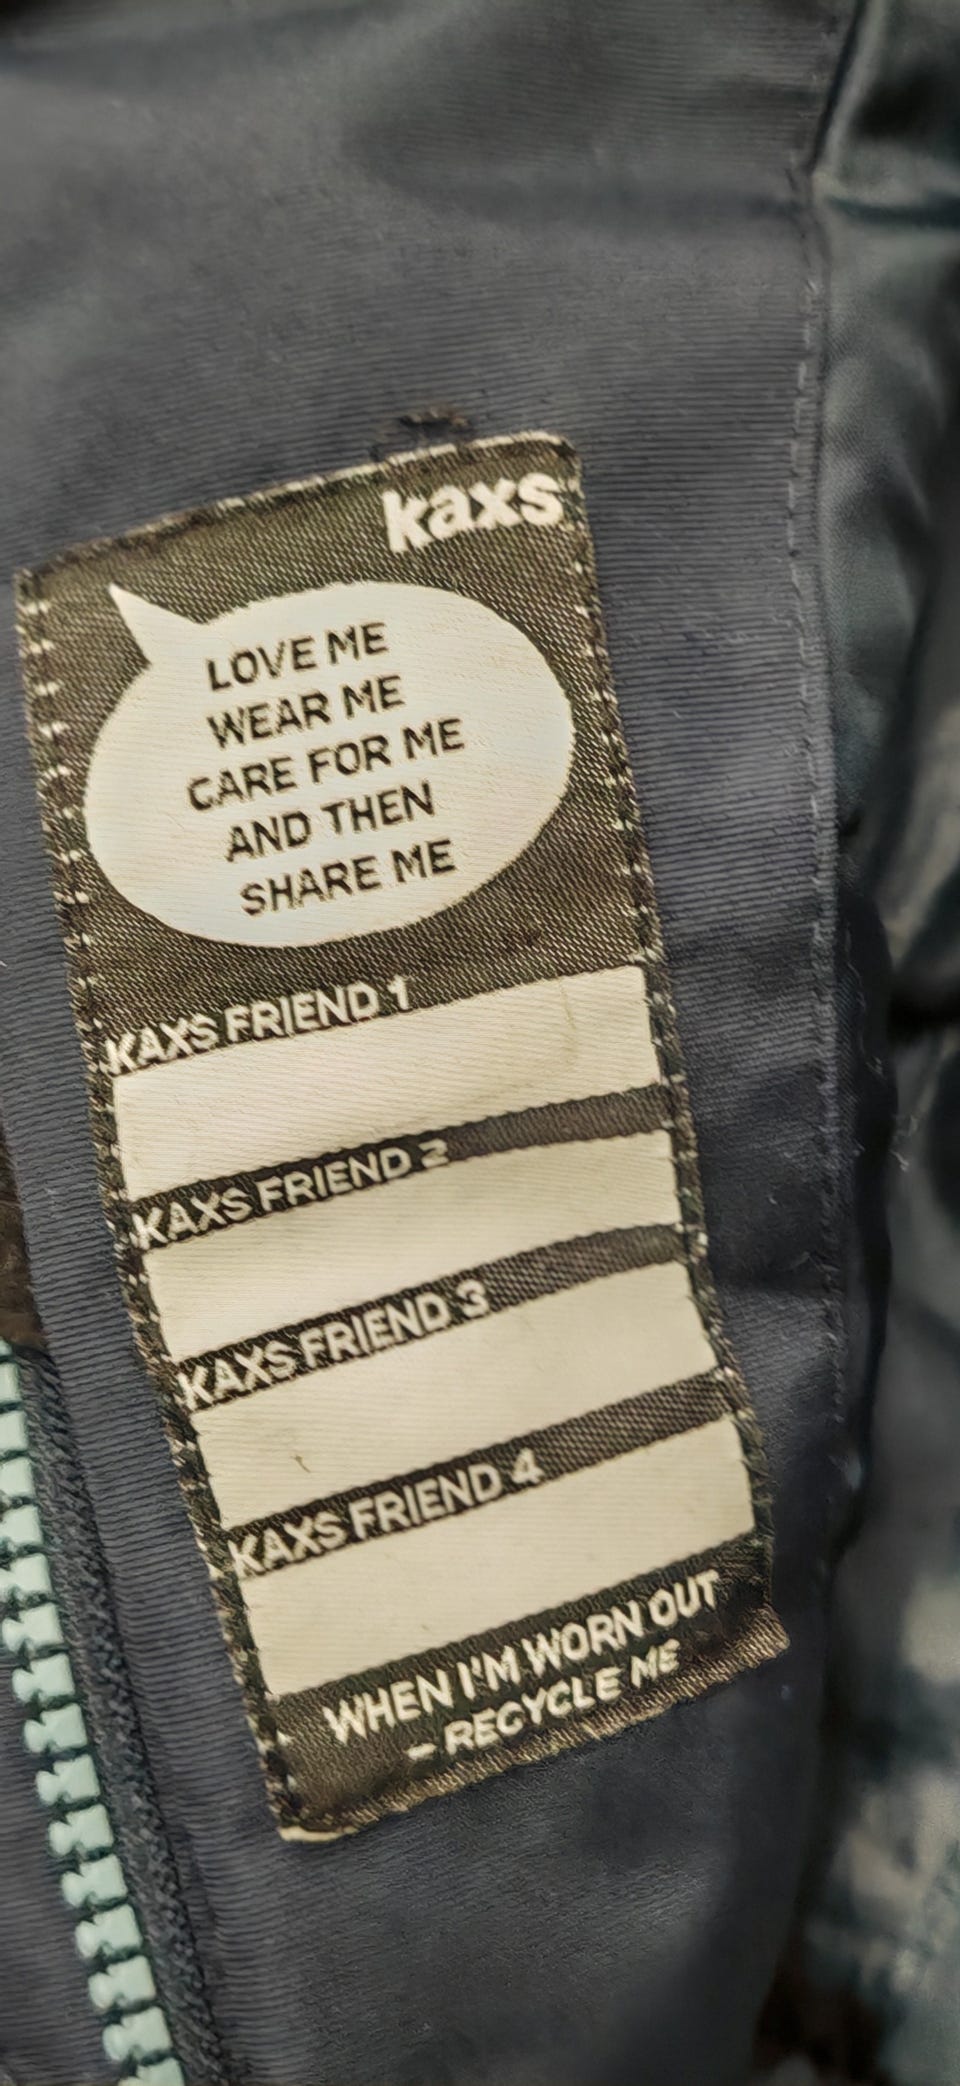 kaxs
LOVE ME
WEAR ME
CARE FOR ME
AND THEN
SHARE ME
KAXS FRIEND 1
KAXS FRIEND 2
KAXS FRIEND 3
KAXS FRIEND 4
WHEN I'M WORN OUT
– RECYCLE ME